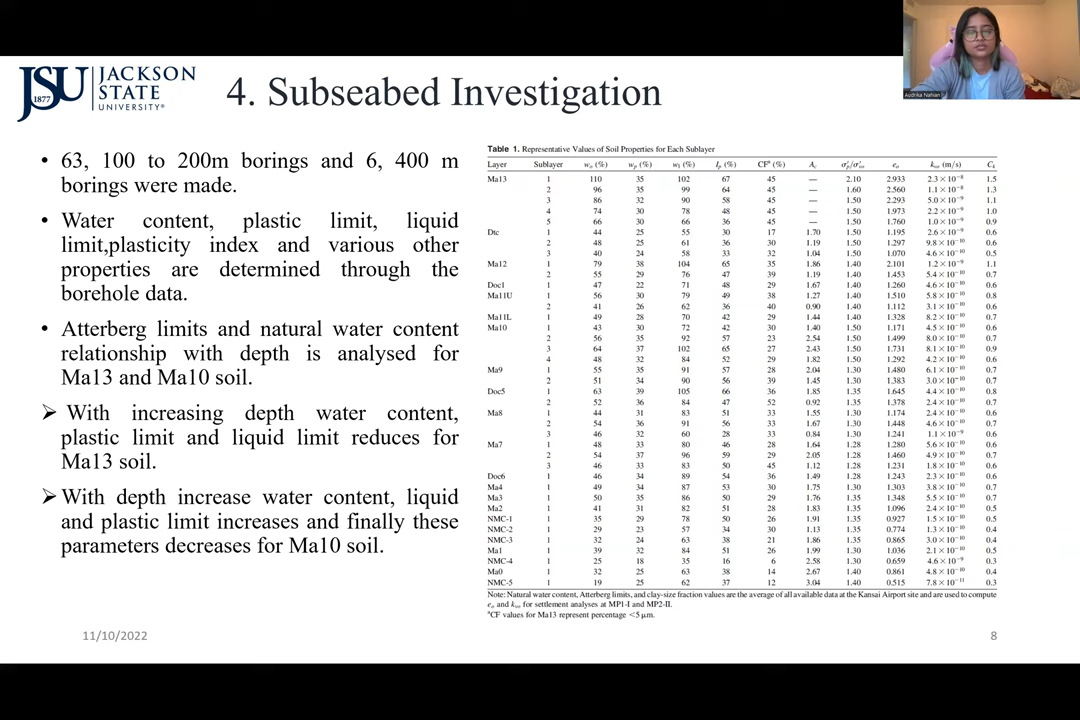 Audrika Nahian
JSU
1877
JACKSON
STATE
UNIVERSITY®
4. Subseabed Investigation
• 63, 100 to 200m borings and 6, 400 m
borings were made.
• Water content, plastic limit, liquid
limit,plasticity index and various other
properties are determined through the
borehole data.
• Atterberg limits and natural water content
relationship with depth is analysed for
Ma13 and Ma10 soil.
➢ With increasing depth water content,
plastic limit and liquid limit reduces for
Ma13 soil.
➢ With depth increase water content, liquid
and plastic limit increases and finally these
parameters decreases for Ma10 soil.
Table 1. Representative Values of Soil Properties for Each Sublayer
Layer Sublayer wₒ (%) wₚ (%) wₗ (%) Iₚ (%) CFᵃ (%) A꜀ σ′ₚ/σ′ᵥₒ eₒ kᵥₒ (m/s) Cₖ
Ma13 1 110 35 102 67 45 — 2.10 2.933 2.3×10⁻⁸ 1.5
2 96 35 99 64 45 — 1.60 2.560 1.1×10⁻⁸ 1.3
3 86 32 90 58 45 — 1.50 2.293 5.0×10⁻⁹ 1.1
4 74 30 78 48 45 — 1.50 1.973 2.2×10⁻⁹ 1.0
5 66 30 66 36 45 — 1.50 1.760 1.0×10⁻⁹ 0.9
Dtc 1 44 25 55 30 17 1.70 1.50 1.195 2.6×10⁻⁹ 0.6
2 48 25 61 36 30 1.19 1.50 1.297 9.8×10⁻¹⁰ 0.6
3 40 24 58 33 32 1.04 1.50 1.070 4.6×10⁻¹⁰ 0.5
Ma12 1 79 38 104 65 35 1.86 1.40 2.101 1.2×10⁻⁹ 1.1
2 55 29 76 47 39 1.19 1.40 1.453 5.4×10⁻¹⁰ 0.7
Doc1 1 47 22 71 48 29 1.67 1.40 1.260 4.6×10⁻¹⁰ 0.6
Ma11U 1 56 30 79 49 38 1.27 1.40 1.510 5.8×10⁻¹⁰ 0.8
2 41 26 62 36 40 0.90 1.40 1.112 3.1×10⁻¹⁰ 0.6
Ma11L 1 49 28 70 42 29 1.44 1.40 1.328 8.2×10⁻¹⁰ 0.7
Ma10 1 43 30 72 42 30 1.40 1.50 1.171 4.5×10⁻¹⁰ 0.6
2 56 35 92 57 23 2.54 1.50 1.499 8.0×10⁻¹⁰ 0.7
3 64 37 102 65 27 2.43 1.50 1.731 8.1×10⁻¹⁰ 0.9
4 48 32 84 52 29 1.82 1.50 1.292 4.2×10⁻¹⁰ 0.6
Ma9 1 55 35 91 57 28 2.04 1.30 1.480 6.1×10⁻¹⁰ 0.7
2 51 34 90 56 39 1.45 1.30 1.383 3.0×10⁻¹⁰ 0.7
Doc5 1 63 39 105 66 36 1.85 1.35 1.645 4.4×10⁻¹⁰ 0.8
2 52 36 84 47 52 0.92 1.35 1.378 2.4×10⁻¹⁰ 0.7
Ma8 1 44 31 83 51 33 1.55 1.30 1.174 2.4×10⁻¹⁰ 0.6
2 54 36 91 56 33 1.67 1.30 1.448 4.6×10⁻¹⁰ 0.7
3 46 32 60 28 33 0.84 1.30 1.241 1.1×10⁻⁹ 0.6
Ma7 1 48 33 80 46 28 1.64 1.28 1.280 5.6×10⁻¹⁰ 0.6
2 54 37 96 59 29 2.05 1.28 1.460 4.9×10⁻¹⁰ 0.7
3 46 33 83 50 45 1.12 1.28 1.231 1.8×10⁻¹⁰ 0.6
Doc6 1 46 34 89 54 36 1.49 1.28 1.243 2.3×10⁻¹⁰ 0.6
Ma4 1 49 34 87 53 30 1.75 1.30 1.303 3.8×10⁻¹⁰ 0.7
Ma3 1 50 35 86 50 29 1.76 1.35 1.348 5.5×10⁻¹⁰ 0.7
Ma2 1 41 31 82 51 28 1.83 1.35 1.096 2.4×10⁻¹⁰ 0.5
NMC-1 1 35 29 78 50 26 1.91 1.35 0.927 1.5×10⁻¹⁰ 0.5
NMC-2 1 29 23 57 34 30 1.13 1.35 0.774 1.3×10⁻¹⁰ 0.4
NMC-3 1 32 24 63 38 21 1.86 1.35 0.865 3.0×10⁻¹⁰ 0.4
Ma1 1 39 32 84 51 26 1.99 1.30 1.036 2.1×10⁻¹⁰ 0.5
NMC-4 1 25 18 35 16 6 2.58 1.30 0.659 4.6×10⁻⁹ 0.3
Ma0 1 32 25 63 38 14 2.67 1.40 0.861 4.8×10⁻¹⁰ 0.4
NMC-5 1 19 25 62 37 12 3.04 1.40 0.515 7.8×10⁻¹¹ 0.3
Note: Natural water content, Atterberg limits, and clay-size fraction values are the average of all available data at the Kansai Airport site and are used to compute
eₒ and kᵥₒ for settlement analyses at MP1-I and MP2-II.
ᵃCF values for Ma13 represent percentage <5 μm.
11/10/2022
8